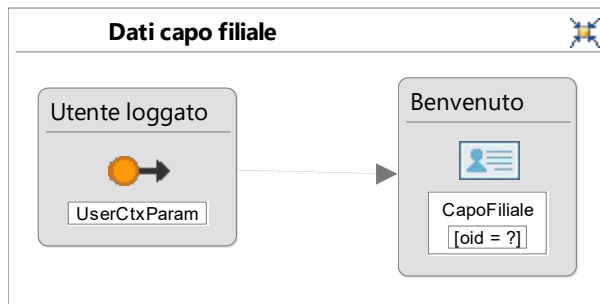 Dati capo filiale
Utente loggato
UserCtxParam
Benvenuto
CapoFiliale
[oid = ?]